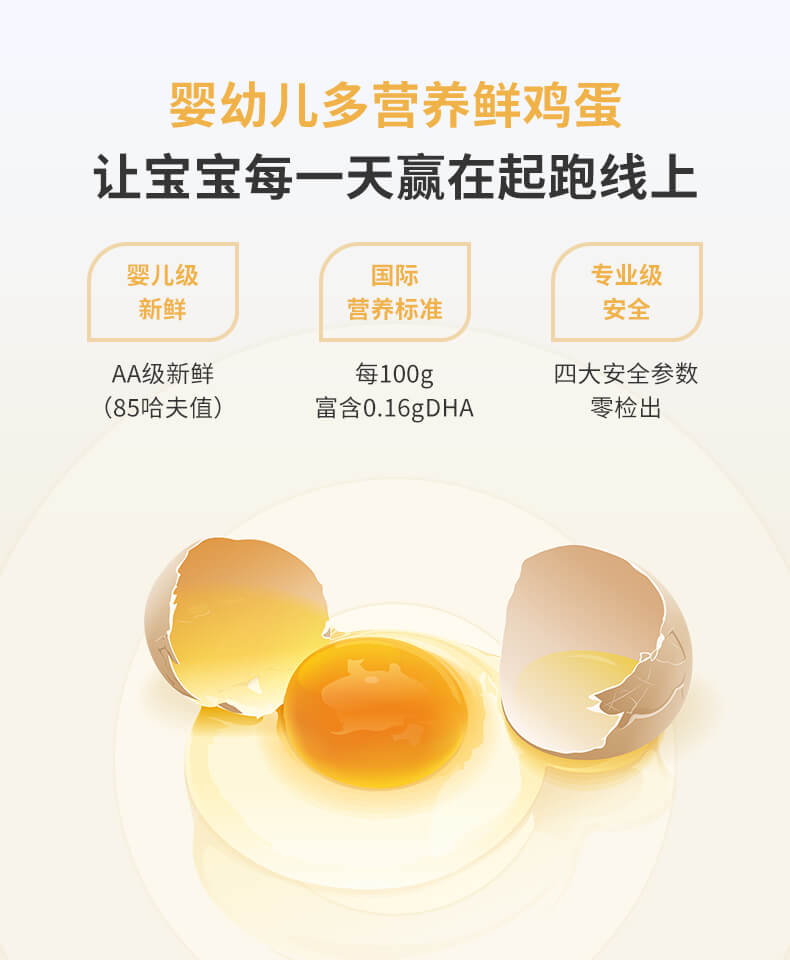 婴幼儿多营养鲜鸡蛋
让宝宝每一天赢在起跑线上
婴儿级
新鲜
国际
营养标准
专业级
安全
AA级新鲜
（85哈夫值）
每100g
富含0.16gDHA
四大安全参数
零检出